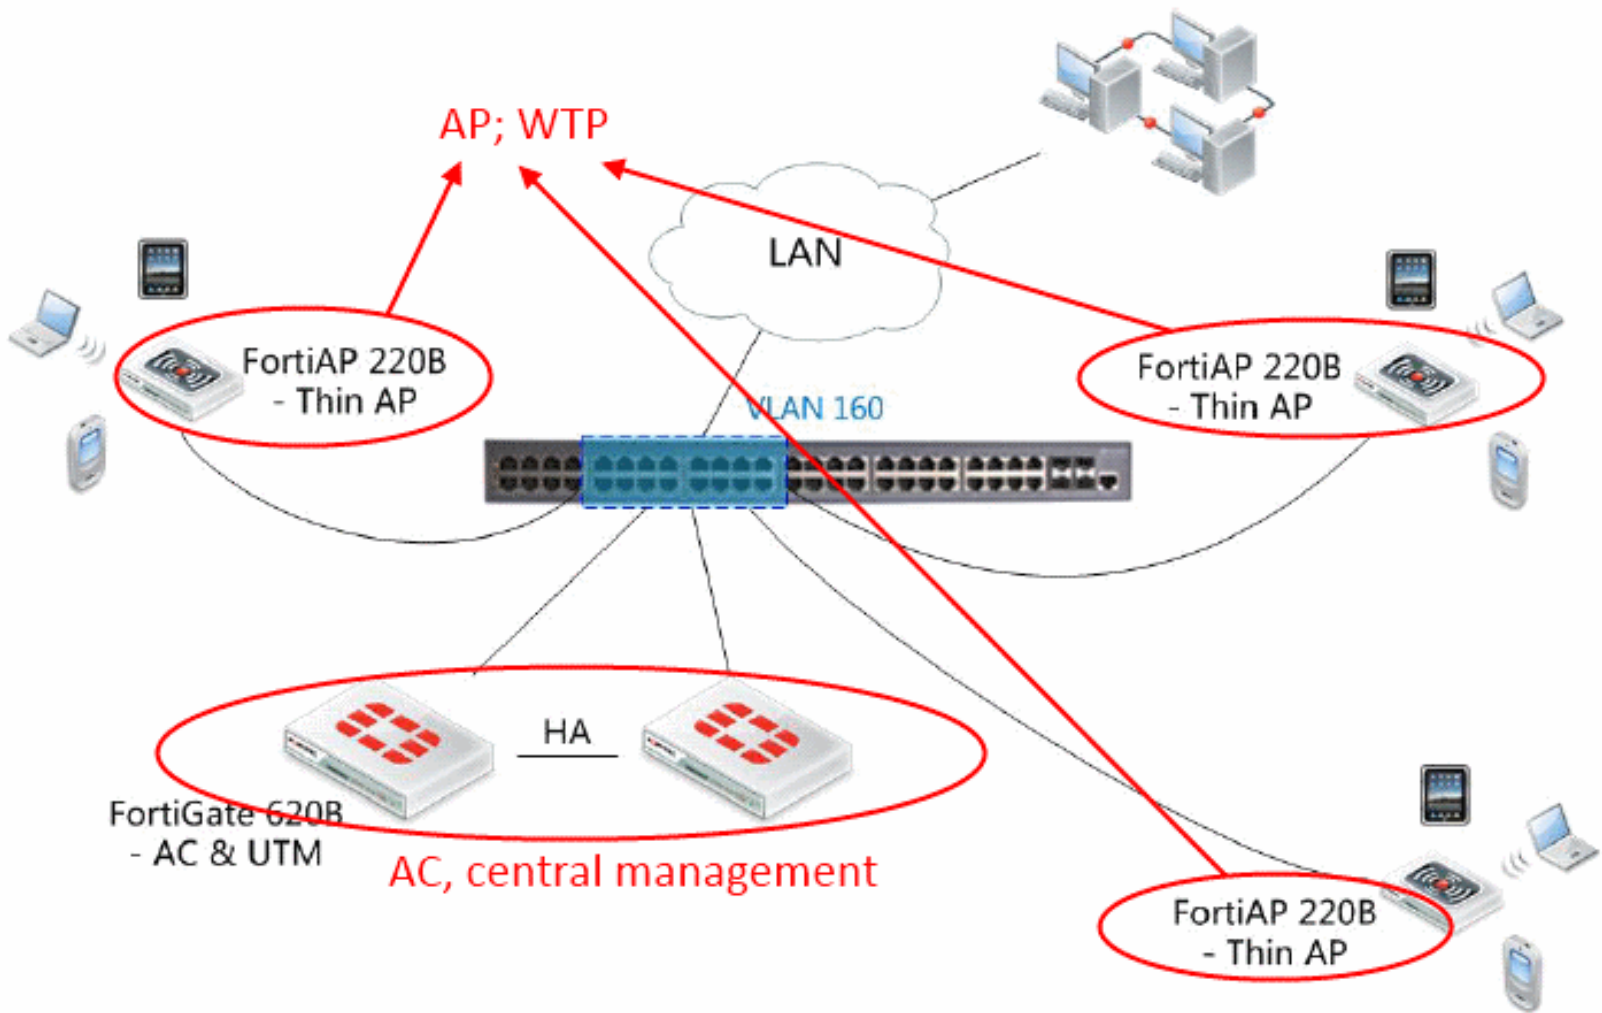 AP; WTP
LAN
FortiAP 220B
- Thin AP
FortiAP 220B
- Thin AP
VLAN 160
HA
FortiGate 620B
- AC & UTM
AC, central management
FortiAP 220B
- Thin AP